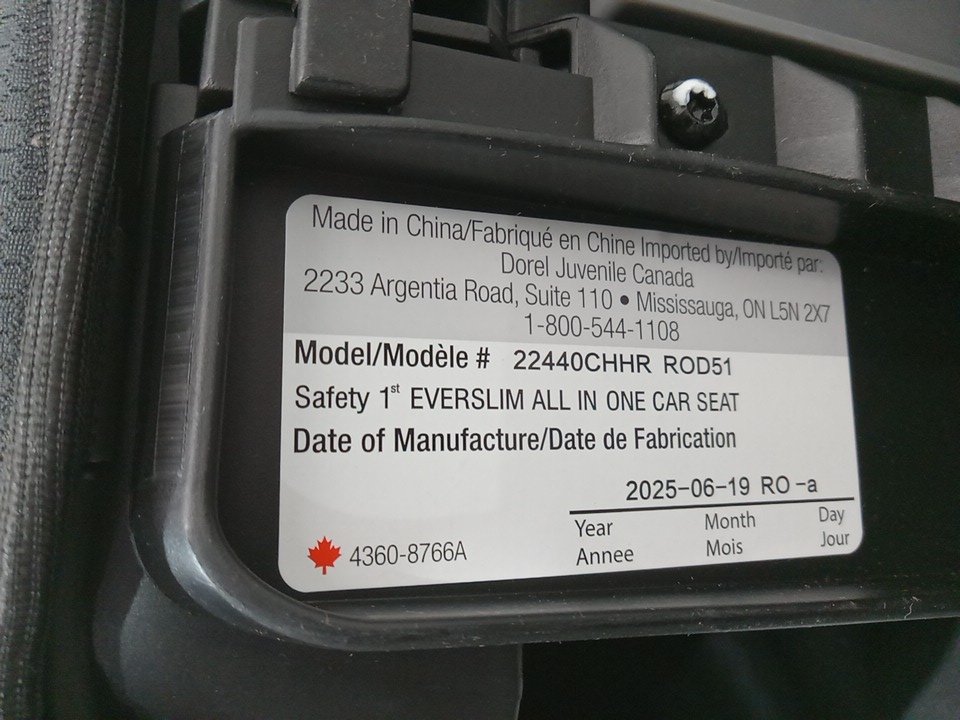 Made in China/Fabriqué en Chine Imported by/Importé par:
Dorel Juvenile Canada
2233 Argentia Road, Suite 110 • Mississauga, ON L5N 2X7
1-800-544-1108
Model/Modèle # 22440CHHR ROD51
Safety 1st EVERSLIM ALL IN ONE CAR SEAT
Date of Manufacture/Date de Fabrication
2025-06-19 RO -a
Year Month Day
Annee Mois Jour
4360-8766A